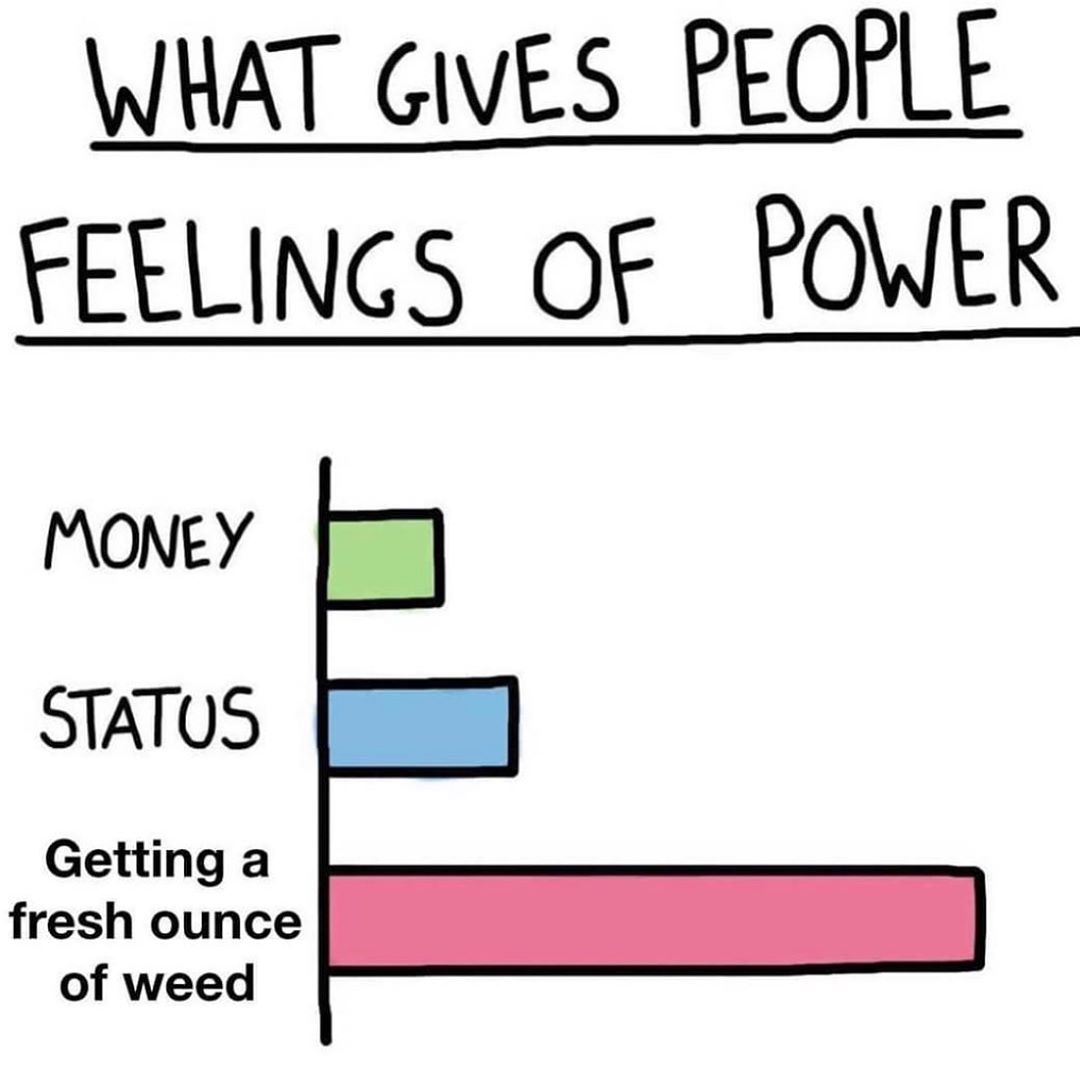 WHAT GIVES PEOPLE
FEELINGS OF POWER
MONEY
STATUS
Getting a
fresh ounce
of weed